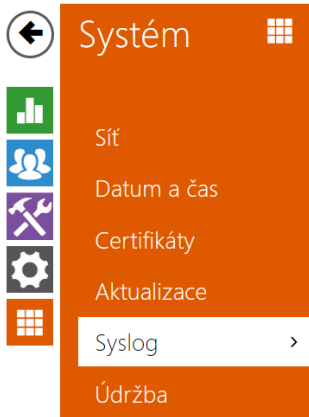 Systém
Síť
Datum a čas
Certifikáty
Aktualizace
Syslog
Údržba